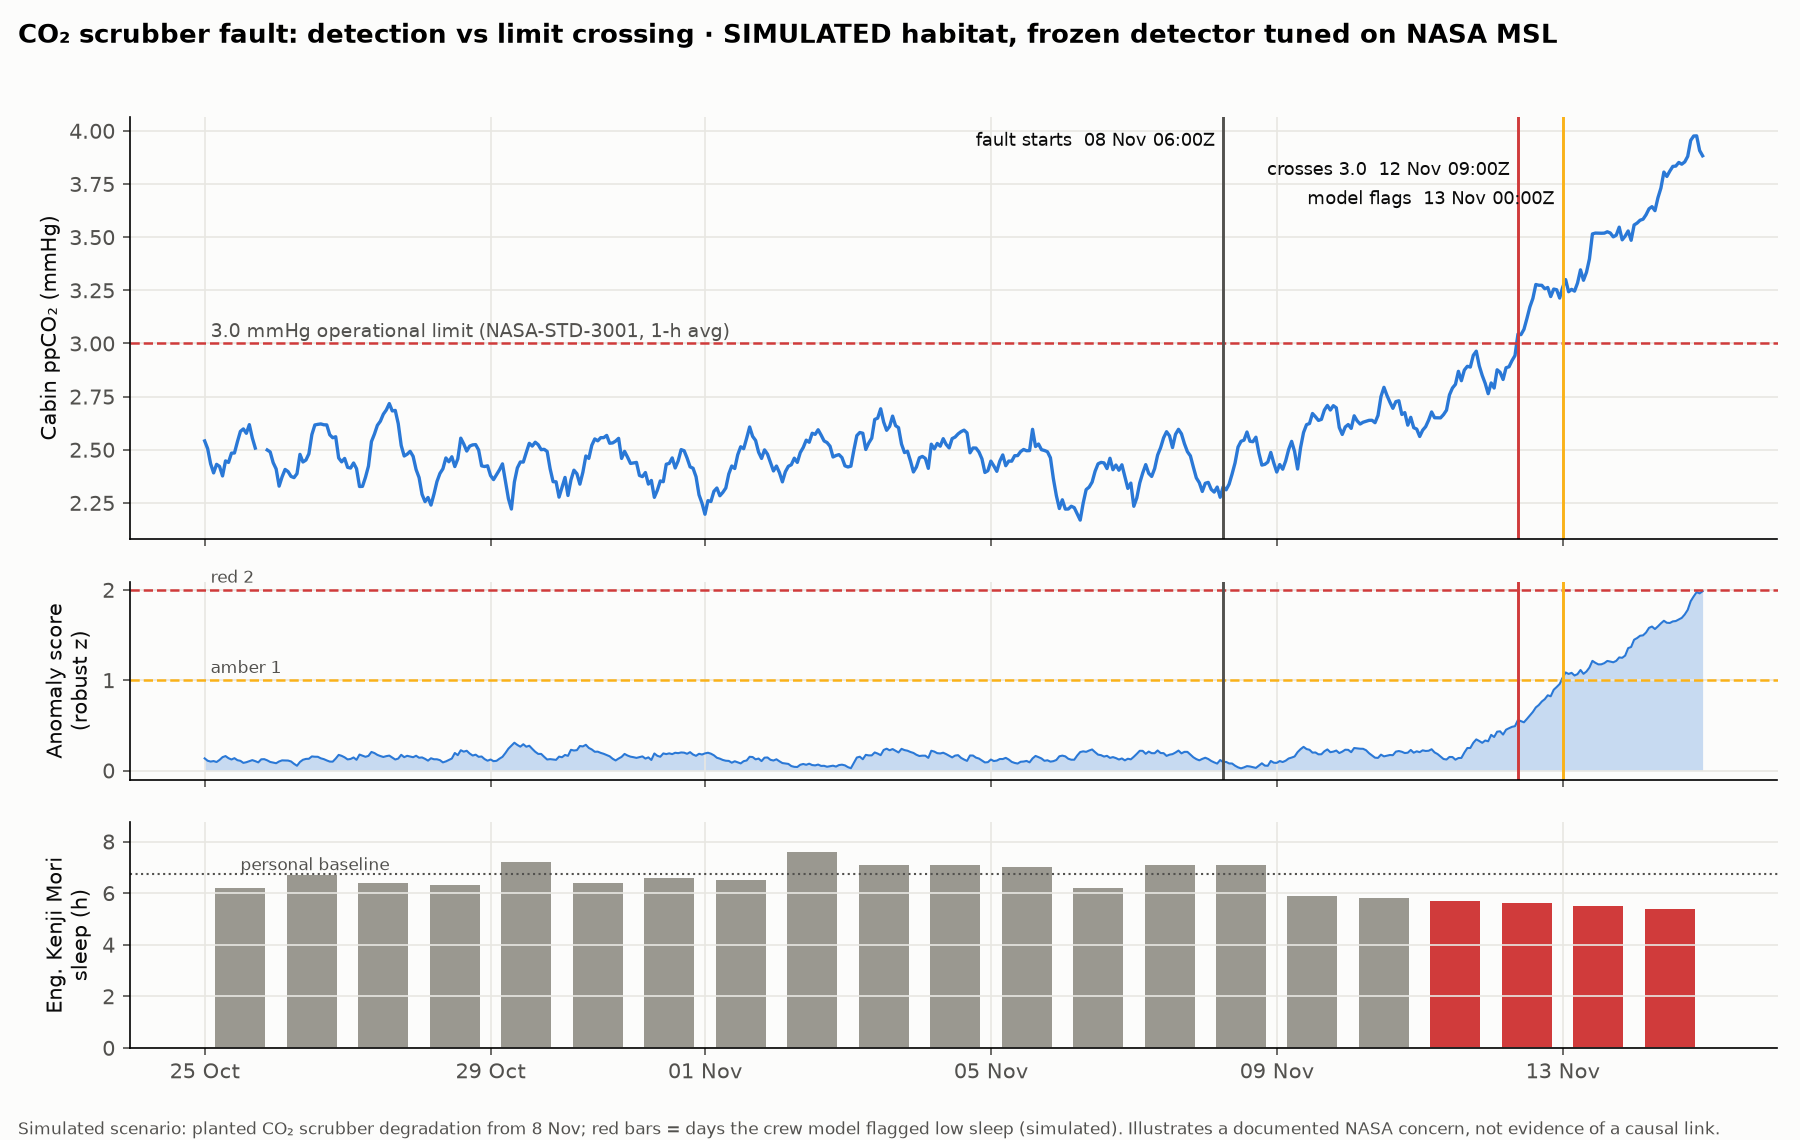 CO₂ scrubber fault: detection vs limit crossing · SIMULATED habitat, frozen detector tuned on NASA MSL
Cabin ppCO₂ (mmHg)
4.00
3.75
3.50
3.25
3.00
2.75
2.50
2.25
fault starts  08 Nov 06:00Z
crosses 3.0  12 Nov 09:00Z
model flags  13 Nov 00:00Z
3.0 mmHg operational limit (NASA-STD-3001, 1-h avg)
Anomaly score
(robust z)
2
1
0
red 2
amber 1
Eng. Kenji Mori
sleep (h)
8
6
4
2
0
personal baseline
25 Oct
29 Oct
01 Nov
05 Nov
09 Nov
13 Nov
Simulated scenario: planted CO₂ scrubber degradation from 8 Nov; red bars = days the crew model flagged low sleep (simulated). Illustrates a documented NASA concern, not evidence of a causal link.